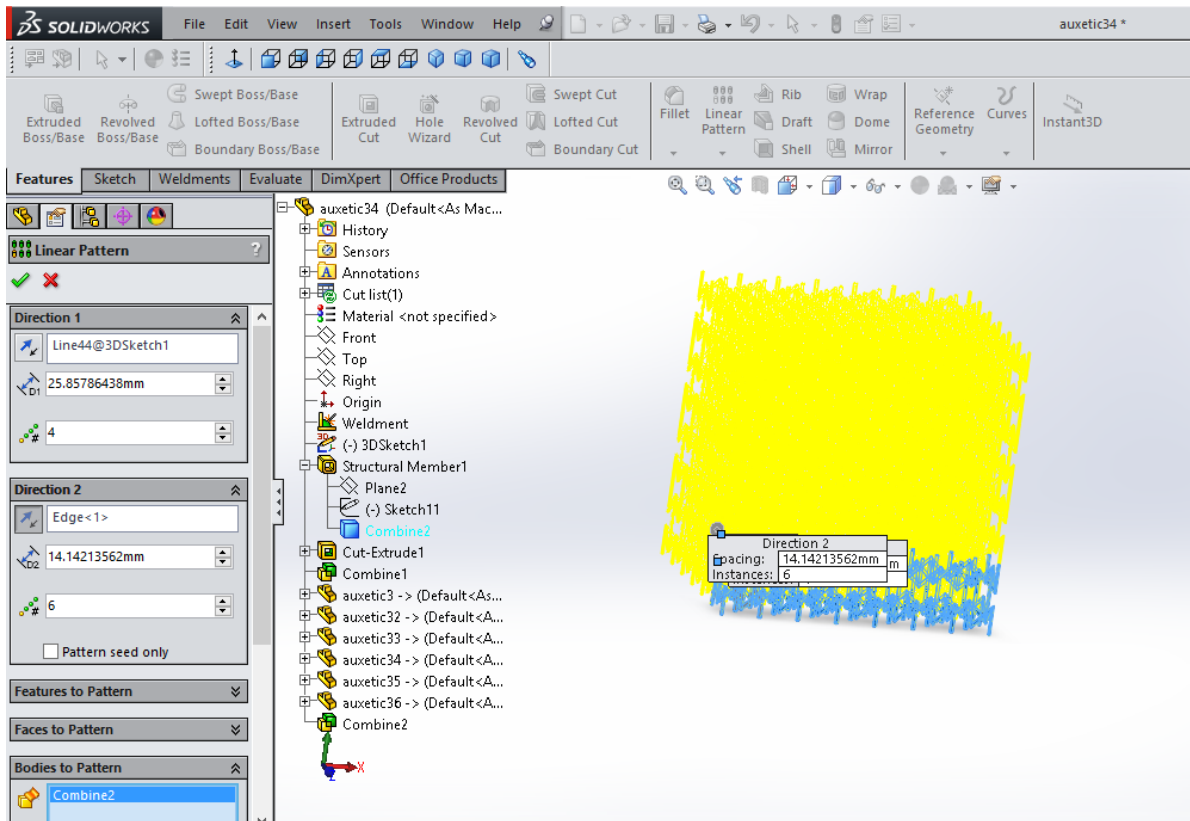 SOLIDWORKS File Edit View Insert Tools Window Help auxetic34 *
Extruded Boss/Base
Revolved Boss/Base
Swept Boss/Base
Lofted Boss/Base
Boundary Boss/Base
Extruded Cut
Hole Wizard
Revolved Cut
Swept Cut
Lofted Cut
Boundary Cut
Fillet
Linear Pattern
Rib
Draft
Shell
Wrap
Dome
Mirror
Reference Geometry
Curves
Instant3D
Features Sketch Weldments Evaluate DimXpert Office Products
Linear Pattern ?
Direction 1
Line44@3DSketch1
D1 25.85786438mm
# 4
Direction 2
Edge<1>
D2 14.14213562mm
# 6
Pattern seed only
Features to Pattern
Faces to Pattern
Bodies to Pattern
Combine2
auxetic34 (Default<As Mac...
History
Sensors
A Annotations
Cut list(1)
Material <not specified>
Front
Top
Right
Origin
Weldment
3D (-) 3DSketch1
Structural Member1
Plane2
(-) Sketch11
Combine2
Cut-Extrude1
Combine1
auxetic3 -> (Default<As...
auxetic32 -> (Default<A...
auxetic33 -> (Default<A...
auxetic34 -> (Default<A...
auxetic35 -> (Default<A...
auxetic36 -> (Default<A...
Combine2
X
Direction 2
Spacing: 14.14213562mm m
Instances: 6